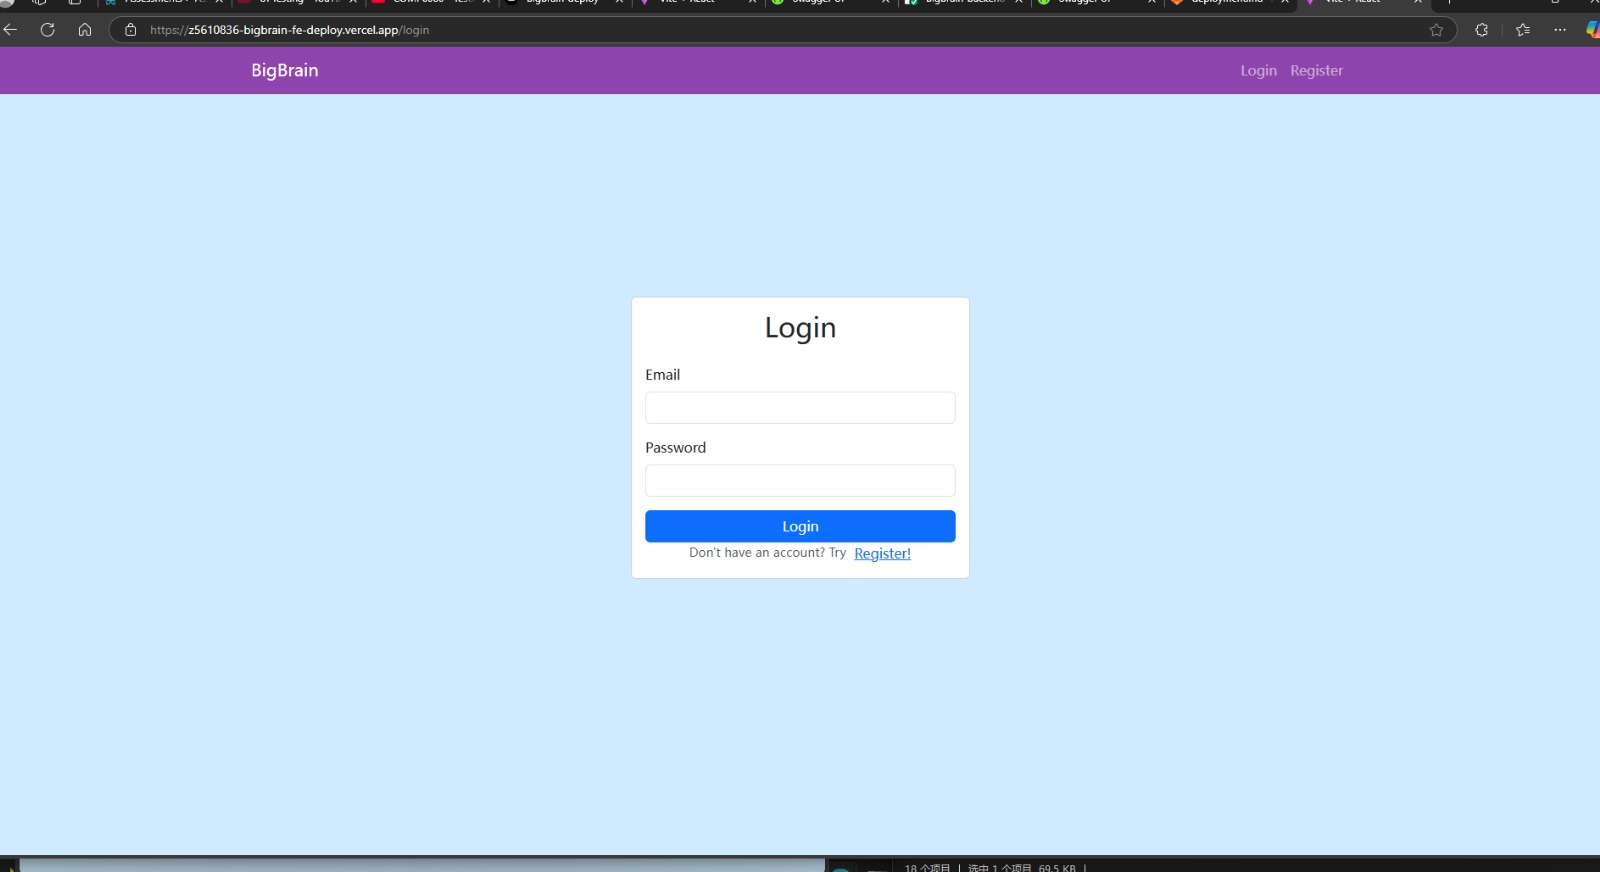 https://z5610836-bigbrain-fe-deploy.vercel.app/login
BigBrain
Login
Register
Login
Email
Password
Login
Don't have an account? Try Register!
18 个项目 | 选中 1 个项目 69.5 KB |